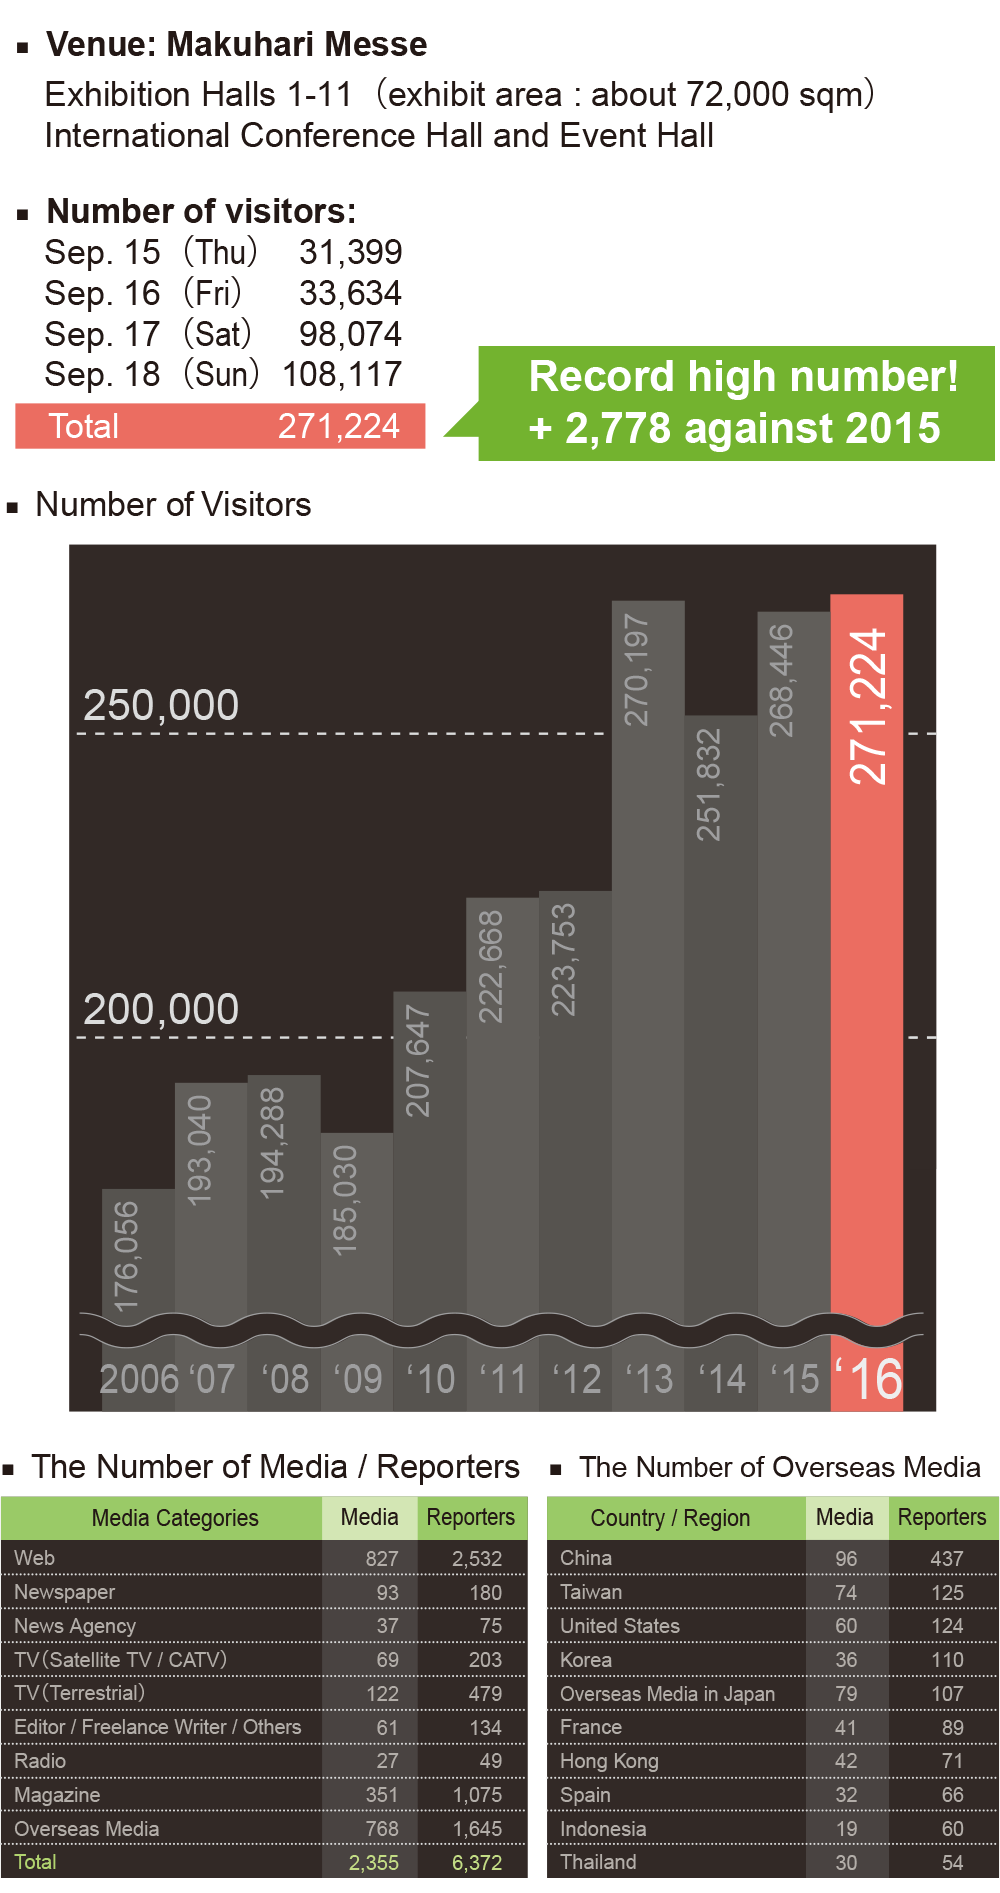 ▪ Venue: Makuhari Messe
Exhibition Halls 1-11（exhibit area : about 72,000 sqm）
International Conference Hall and Event Hall
▪ Number of visitors:
Sep. 15（Thu） 31,399
Sep. 16（Fri） 33,634
Sep. 17（Sat） 98,074
Sep. 18（Sun）108,117
Total 271,224
Record high number!
+ 2,778 against 2015
▪ Number of Visitors
250,000
200,000
176,056
193,040
194,288
185,030
207,647
222,668
223,753
270,197
251,832
268,446
271,224
2006 ‘07 ‘08 ‘09 ‘10 ‘11 ‘12 ‘13 ‘14 ‘15 ‘16
▪ The Number of Media / Reporters
Media Categories Media Reporters
Web 827 2,532
Newspaper 93 180
News Agency 37 75
TV（Satellite TV / CATV） 69 203
TV（Terrestrial） 122 479
Editor / Freelance Writer / Others 61 134
Radio 27 49
Magazine 351 1,075
Overseas Media 768 1,645
Total 2,355 6,372
▪ The Number of Overseas Media
Country / Region Media Reporters
China 96 437
Taiwan 74 125
United States 60 124
Korea 36 110
Overseas Media in Japan 79 107
France 41 89
Hong Kong 42 71
Spain 32 66
Indonesia 19 60
Thailand 30 54